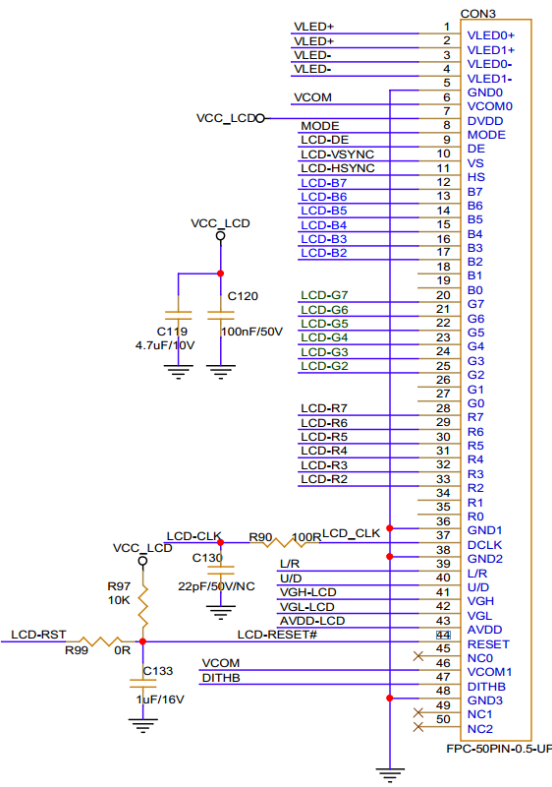 CON3
VLED+ 1 VLED0+
VLED+ 2 VLED1+
VLED- 3 VLED0-
VLED- 4 VLED1-
5 GND0
VCOM 6 VCOM0
VCC_LCD 7 DVDD
MODE 8 MODE
LCD-DE 9 DE
LCD-VSYNC 10 VS
LCD-HSYNC 11 HS
LCD-B7 12 B7
LCD-B6 13 B6
LCD-B5 14 B5
LCD-B4 15 B4
LCD-B3 16 B3
LCD-B2 17 B2
18 B1
19 B0
LCD-G7 20 G7
LCD-G6 21 G6
LCD-G5 22 G5
LCD-G4 23 G4
LCD-G3 24 G3
LCD-G2 25 G2
26 G1
27 G0
LCD-R7 28 R7
LCD-R6 29 R6
LCD-R5 30 R5
LCD-R4 31 R4
LCD-R3 32 R3
LCD-R2 33 R2
34 R1
35 R0
36 GND1
LCD-CLK R90 100R LCD_CLK 37 DCLK
38 GND2
L/R 39 L/R
U/D 40 U/D
VGH-LCD 41 VGH
VGL-LCD 42 VGL
AVDD-LCD 43 AVDD
LCD-RST R99 0R LCD-RESET# 44 RESET
45 NC0
VCOM 46 VCOM1
DITHB 47 DITHB
48 GND3
49 NC1
50 NC2
FPC-50PIN-0.5-UP
VCC_LCD
C120
100nF/50V
C119
4.7uF/10V
C130
22pF/50V/NC
VCC_LCD
R97
10K
C133
1uF/16V